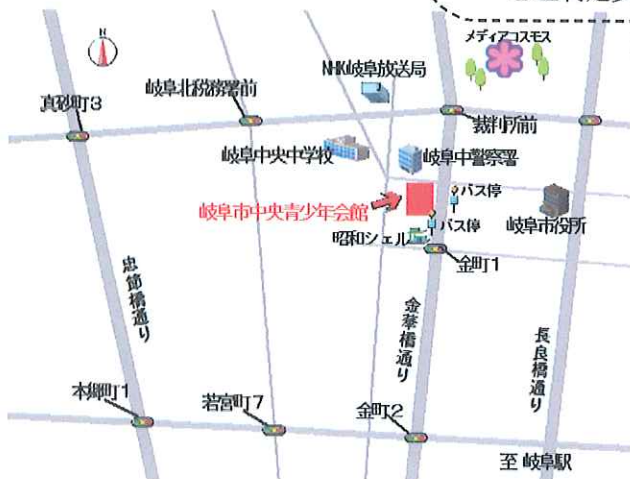 メディアコスモス
N
NHK岐阜放送局
岐阜北税務署前
真砂町3
裁判所前
岐阜中央中学校
岐阜中警察署
バス停
岐阜市中央青少年会館
バス停
岐阜市役所
昭和シェル
金町1
忠節橋通り
金華橋通り
長良橋通り
本郷町1
若宮町7
金町2
至 岐阜駅